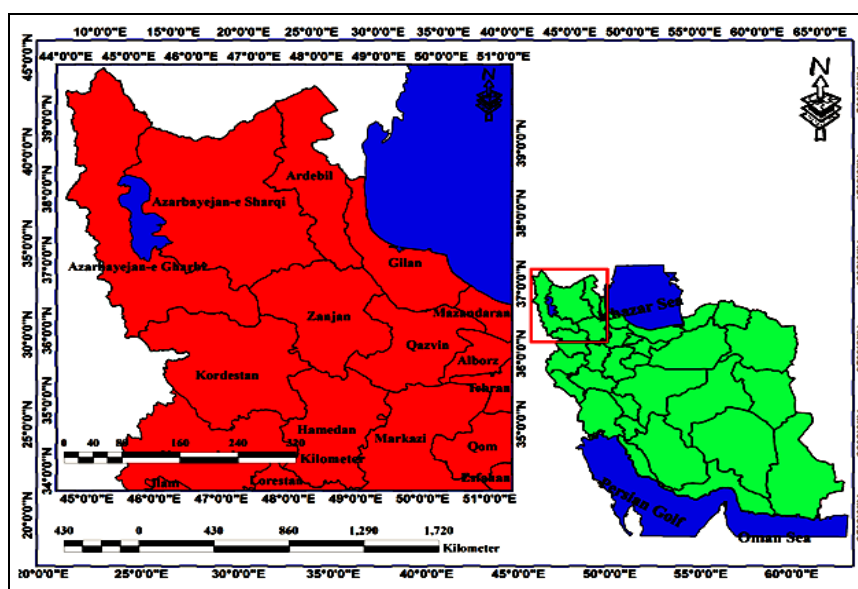 10°0'0"E 15°0'0"E 20°0'0"E 25°0'0"E 30°0'0"E 35°0'0"E 40°0'0"E 45°0'0"E 50°0'0"E 55°0'0"E 60°0'0"E 65°0'0"E
44°0'0"E 45°0'0"E 46°0'0"E 47°0'0"E 48°0'0"E 49°0'0"E 50°0'0"E 51°0'0"E
45°0'0"N
40°0'0"N
35°0'0"N
30°0'0"N
25°0'0"N
20°0'0"N
39°0'0"N
38°0'0"N
37°0'0"N
36°0'0"N
35°0'0"N
34°0'0"N
N
Ardebil
Azarbayejan-e Sharqi
Azarbayejan-e Gharbi
Gilan
Zanjan
Mazandaran
Qazvin
Alborz
Tehran
Kordestan
Hamedan
Markazi
Qom
Esfahan
Ilam
Lorestan
0 40 80 160 240 320
Kilometer
45°0'0"E 46°0'0"E 47°0'0"E 48°0'0"E 49°0'0"E 50°0'0"E 51°0'0"E
39°0'0"N
38°0'0"N
37°0'0"N
36°0'0"N
35°0'0"N
N
hazar Sea
Persian Golf
Oman Sea
430 0 430 860 1,290 1,720
Kilometer
20°0'0"E 25°0'0"E 30°0'0"E 35°0'0"E 40°0'0"E 45°0'0"E 50°0'0"E 55°0'0"E 60°0'0"E